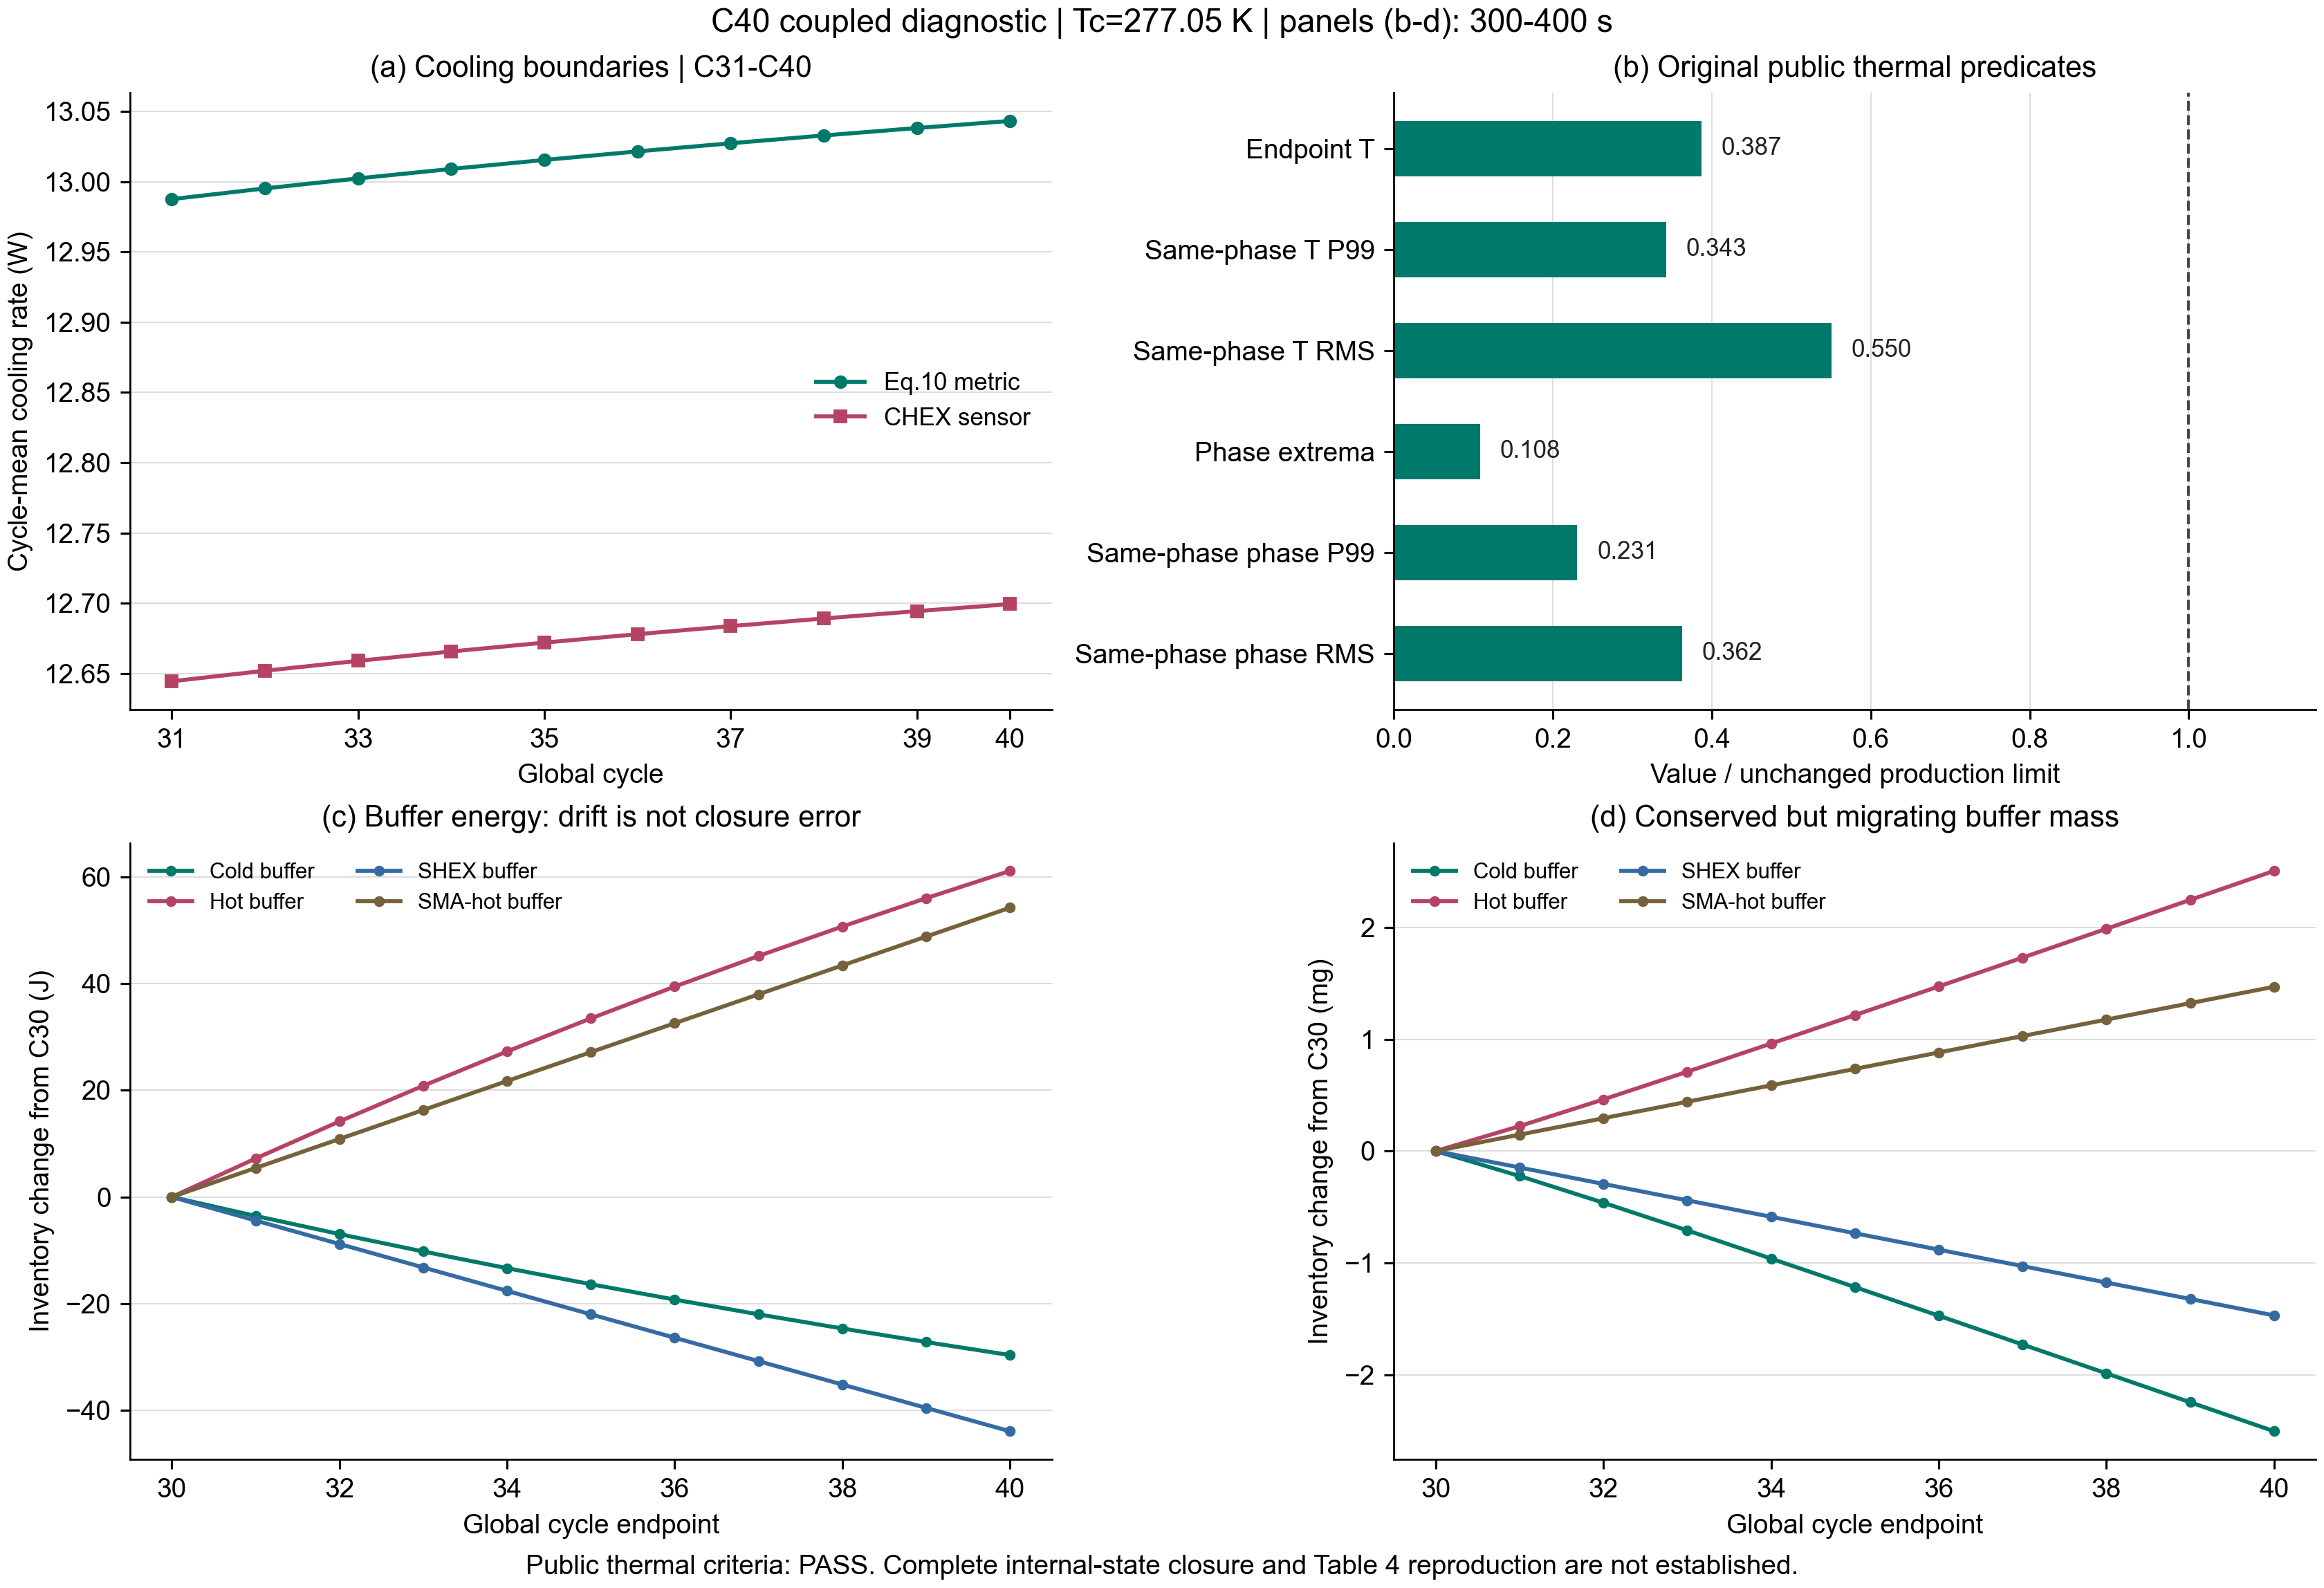 C40 coupled diagnostic | Tc=277.05 K | panels (b-d): 300-400 s
(a) Cooling boundaries | C31-C40
Cycle-mean cooling rate (W)
13.05
13.00
12.95
12.90
12.85
12.80
12.75
12.70
12.65
Eq.10 metric
CHEX sensor
31
33
35
37
39
40
Global cycle
(b) Original public thermal predicates
Endpoint T
0.387
Same-phase T P99
0.343
Same-phase T RMS
0.550
Phase extrema
0.108
Same-phase phase P99
0.231
Same-phase phase RMS
0.362
0.0
0.2
0.4
0.6
0.8
1.0
Value / unchanged production limit
(c) Buffer energy: drift is not closure error
Cold buffer
SHEX buffer
Hot buffer
SMA-hot buffer
Inventory change from C30 (J)
60
40
20
0
−20
−40
30
32
34
36
38
40
Global cycle endpoint
(d) Conserved but migrating buffer mass
Cold buffer
SHEX buffer
Hot buffer
SMA-hot buffer
Inventory change from C30 (mg)
2
1
0
−1
−2
30
32
34
36
38
40
Global cycle endpoint
Public thermal criteria: PASS. Complete internal-state closure and Table 4 reproduction are not established.